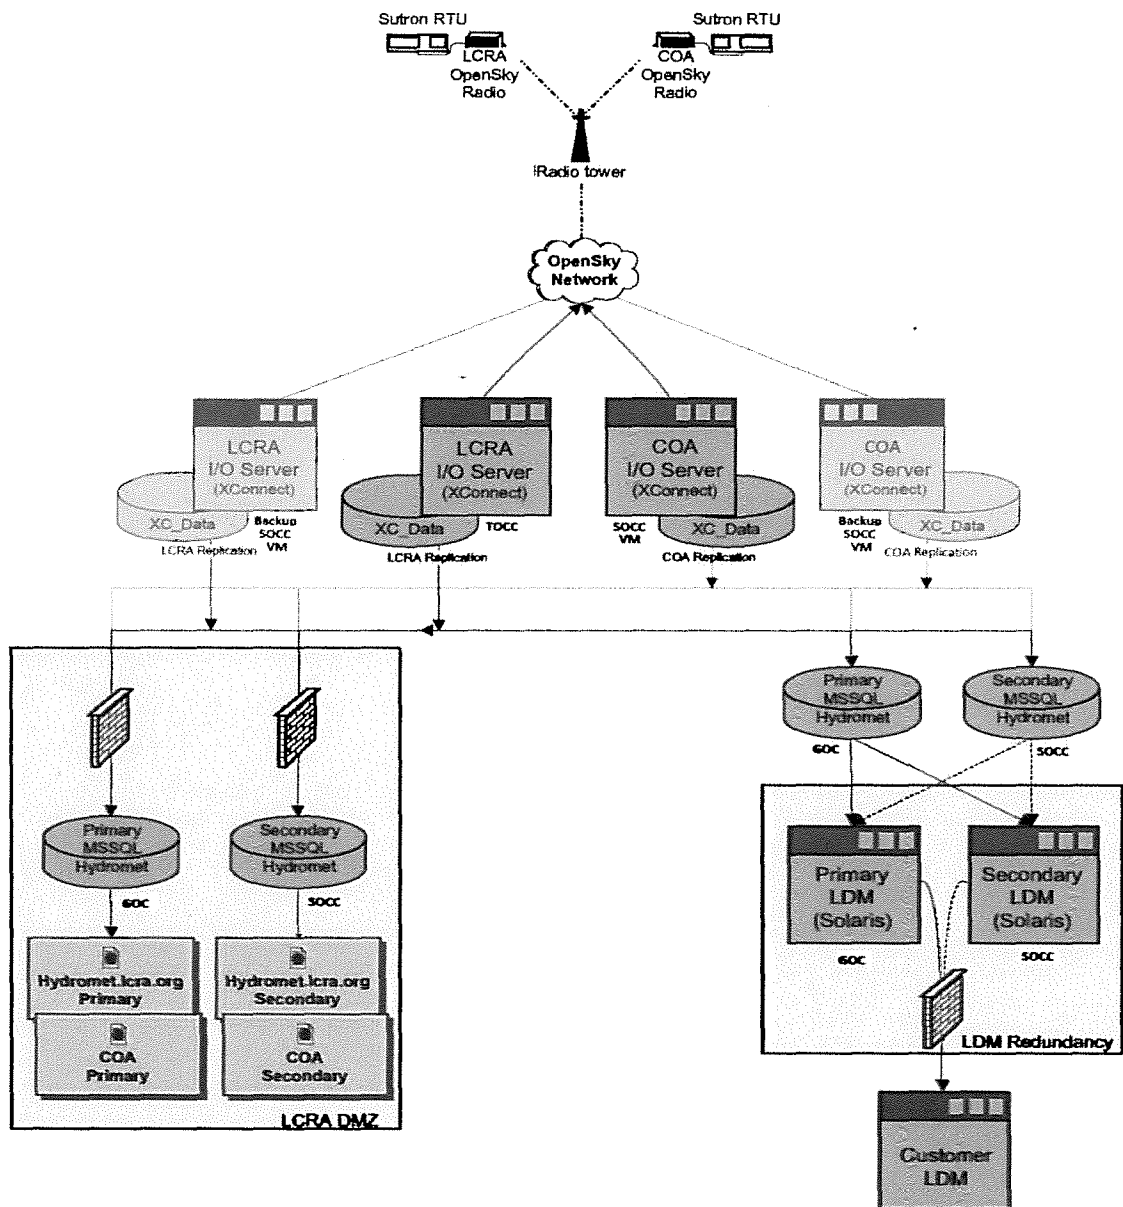 Sutron RTU
Sutron RTU
LCRA
OpenSky
Radio
COA
OpenSky
Radio
Radio tower
OpenSky
Network
LCRA
I/O Server
(XConnect)
XC_Data
Backup
SOCC
VM
LCRA Replication
LCRA
I/O Server
(XConnect)
XC_Data
TOCC
LCRA Replication
COA
I/O Server
(XConnect)
SOCC
VM
XC_Data
COA Replication
COA
I/O Server
(XConnect)
Backup
SOCC
VM
XC_Data
COA Replication
Primary
MSSQL
Hydromet
GOC
Secondary
MSSQL
Hydromet
SOCC
Primary
MSSQL
Hydromet
GOC
Secondary
MSSQL
Hydromet
SOCC
Hydromet.lcra.org
Primary
Hydromet.lcra.org
Secondary
COA
Primary
COA
Secondary
LCRA DMZ
Primary
LDM
(Solaris)
GOC
Secondary
LDM
(Solaris)
SOCC
LDM Redundancy
Customer
LDM